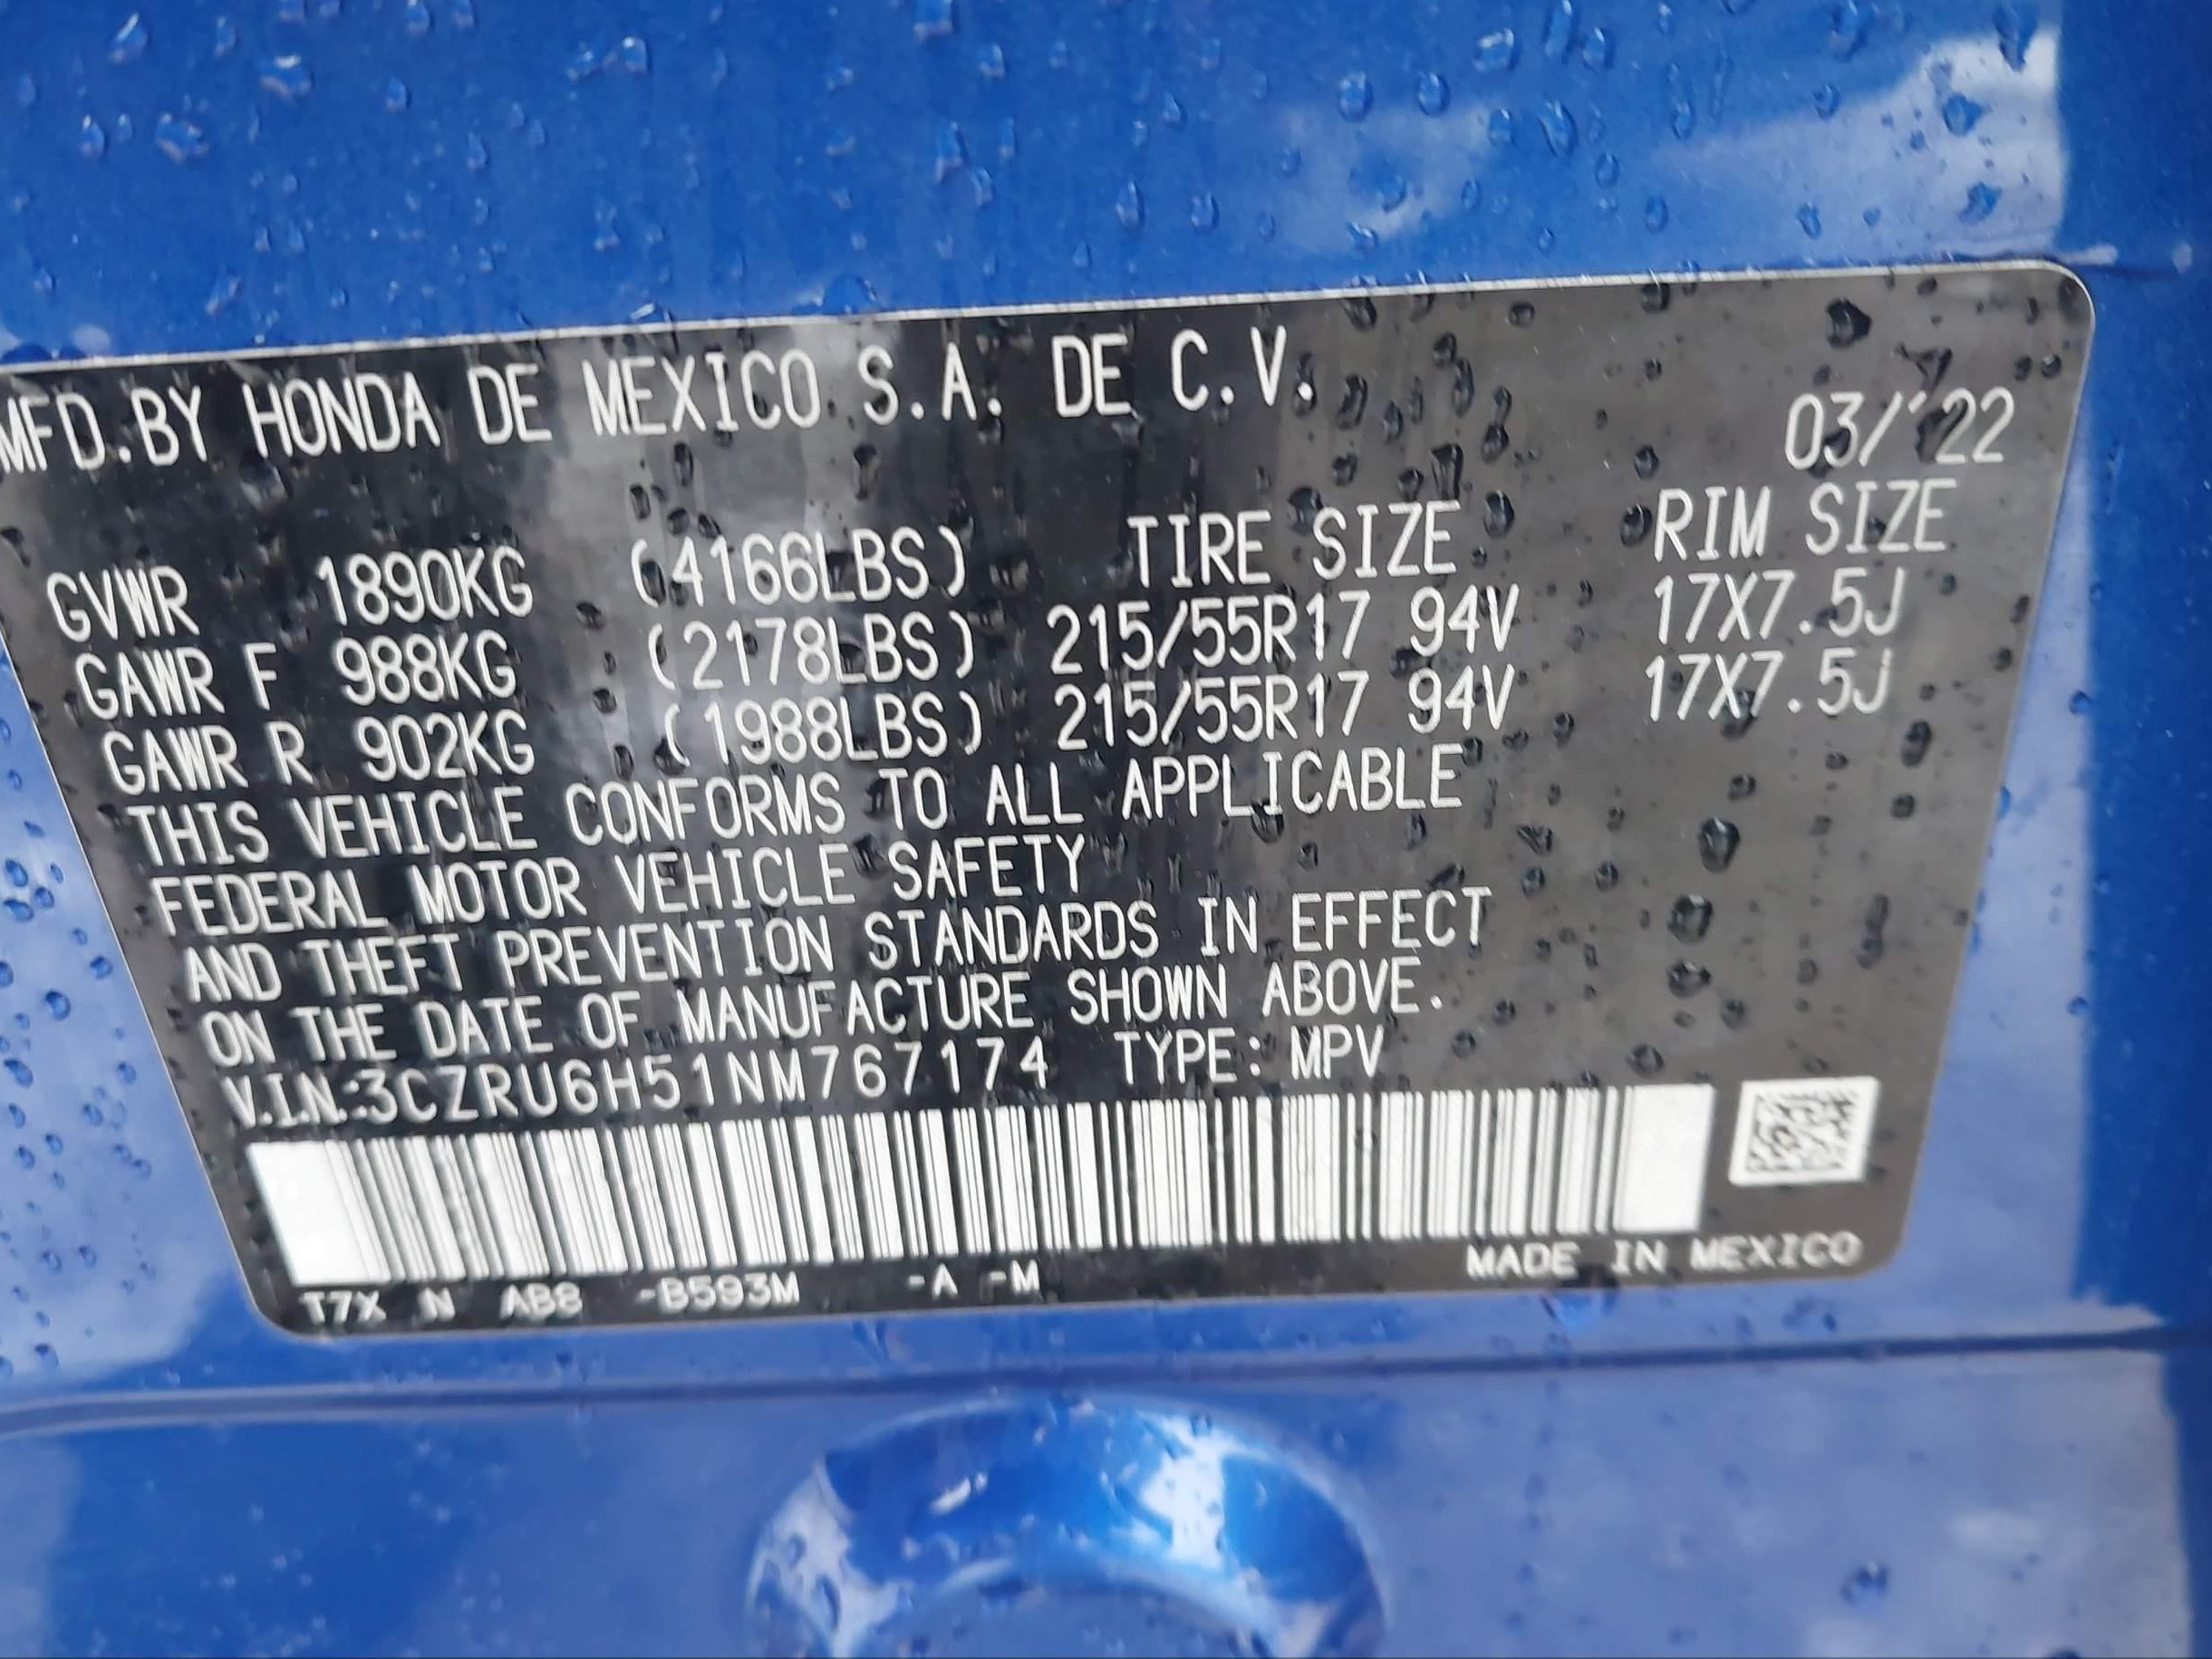 MFD.BY HONDA DE MEXICO S.A. DE C.V.
03/'22
GVWR 1890KG (4166LBS) TIRE SIZE RIM SIZE
GAWR F 988KG (2178LBS) 215/55R17 94V 17X7.5J
GAWR R 902KG (1988LBS) 215/55R17 94V 17X7.5J
THIS VEHICLE CONFORMS TO ALL APPLICABLE
FEDERAL MOTOR VEHICLE SAFETY
AND THEFT PREVENTION STANDARDS IN EFFECT
ON THE DATE OF MANUFACTURE SHOWN ABOVE.
V.I.N.:3CZRU6H51NM767174 TYPE: MPV
T7X N AB8 -B593M -A -M MADE IN MEXICO